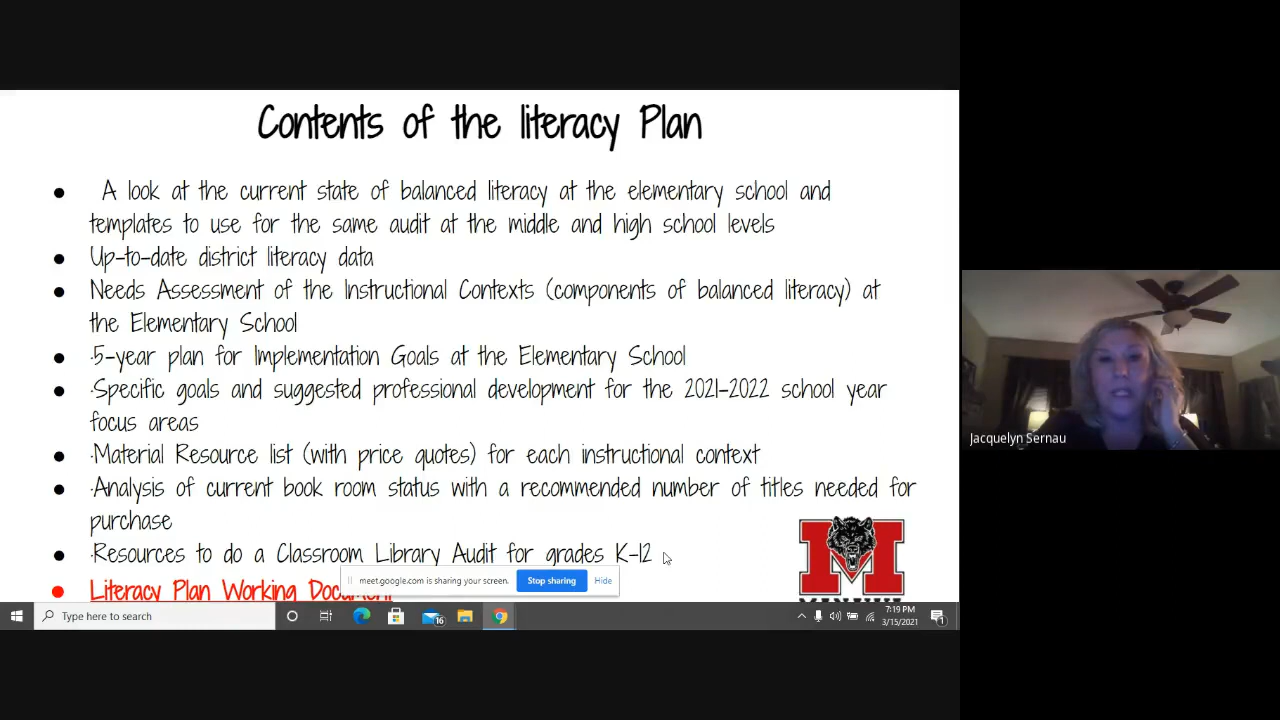 Contents of the literacy Plan
● A look at the current state of balanced literacy at the elementary school and
templates to use for the same audit at the middle and high school levels
● Up-to-date district literacy data
● Needs Assessment of the Instructional Contexts (components of balanced literacy) at
the Elementary School
● ·5-year plan for Implementation Goals at the Elementary School
● ·Specific goals and suggested professional development for the 2021-2022 school year
focus areas
● ·Material Resource list (with price quotes) for each instructional context
● ·Analysis of current book room status with a recommended number of titles needed for
purchase
● ·Resources to do a Classroom Library Audit for grades K-12
● Literacy Plan Working Document
M
meet.google.com is sharing your screen.
Stop sharing
Hide
Type here to search
16
7:19 PM
3/15/2021
1
Jacquelyn Sernau